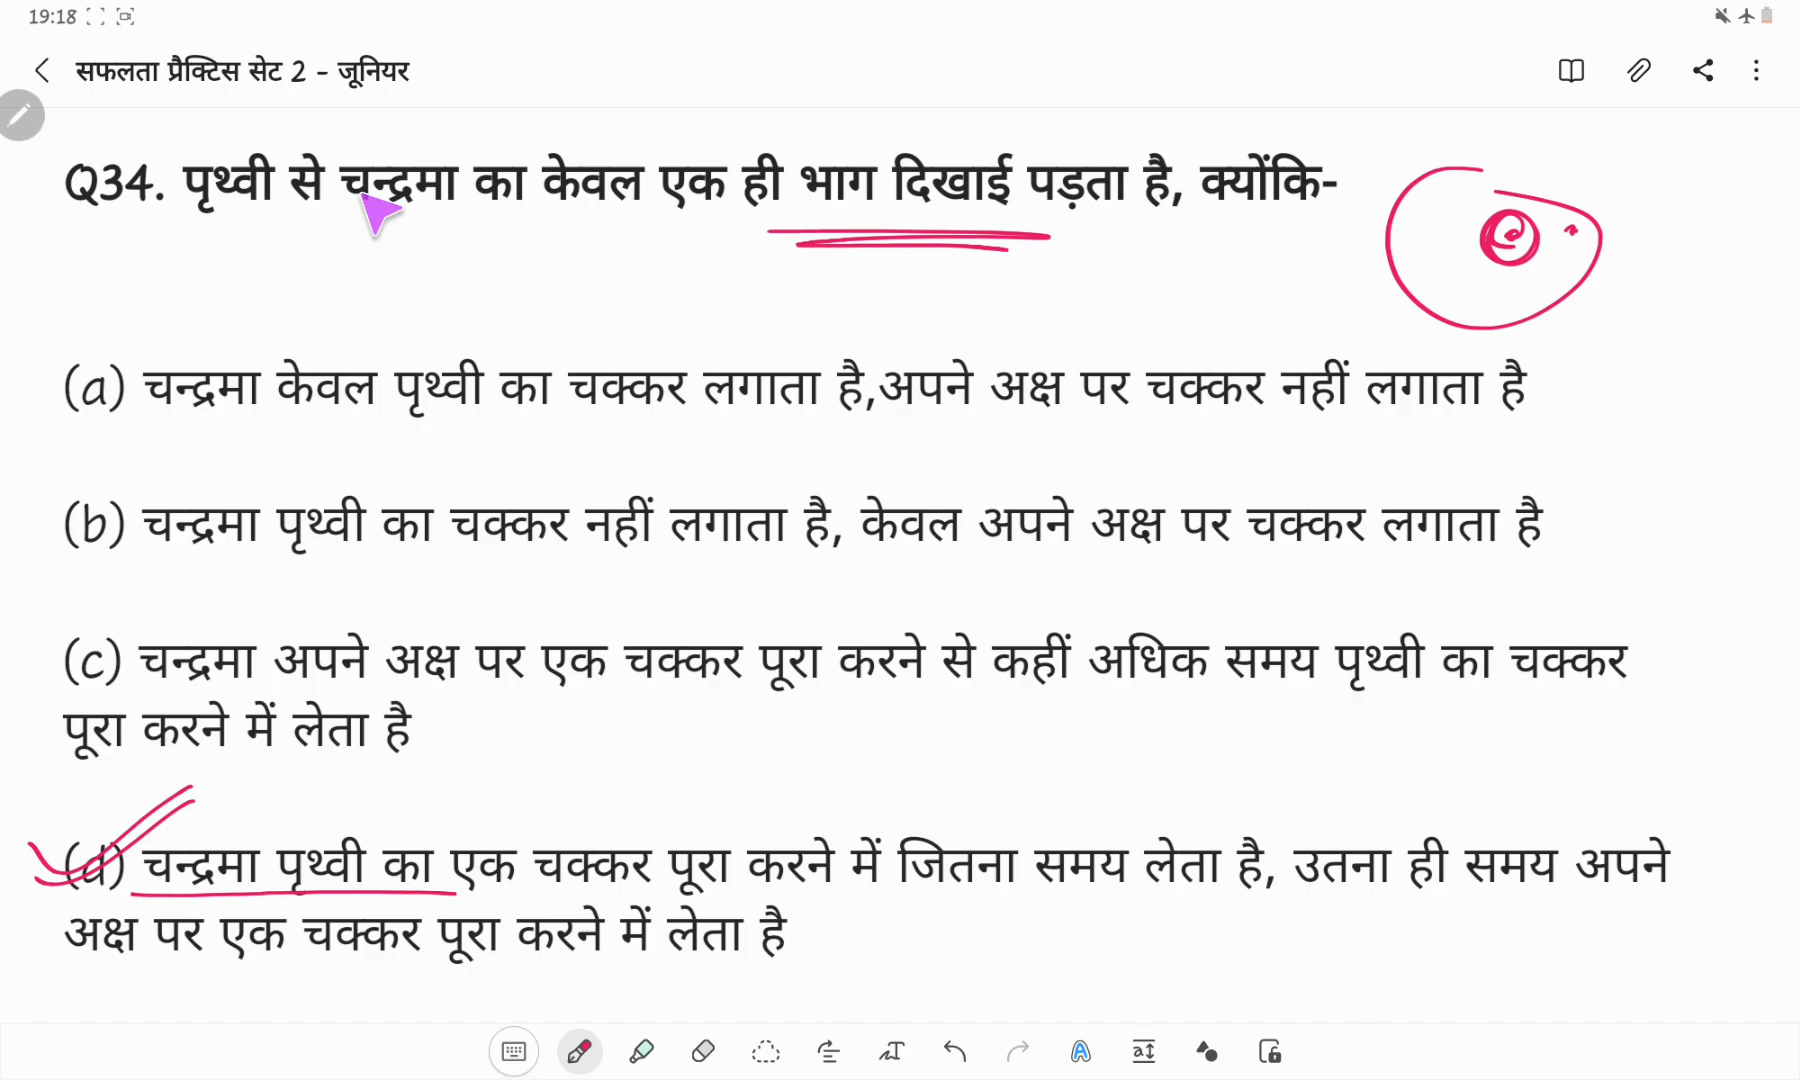 19:18
सफलता प्रैक्टिस सेट 2 - जूनियर
Q34. पृथ्वी से चन्द्रमा का केवल एक ही भाग दिखाई पड़ता है, क्योंकि-
(a) चन्द्रमा केवल पृथ्वी का चक्कर लगाता है,अपने अक्ष पर चक्कर नहीं लगाता है
(b) चन्द्रमा पृथ्वी का चक्कर नहीं लगाता है, केवल अपने अक्ष पर चक्कर लगाता है
(c) चन्द्रमा अपने अक्ष पर एक चक्कर पूरा करने से कहीं अधिक समय पृथ्वी का चक्कर
पूरा करने में लेता है
(d) चन्द्रमा पृथ्वी का एक चक्कर पूरा करने में जितना समय लेता है, उतना ही समय अपने
अक्ष पर एक चक्कर पूरा करने में लेता है